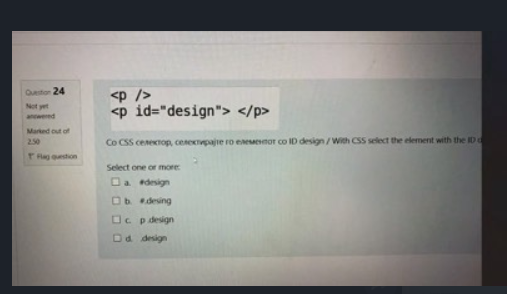 Question 24
Not yet
answered
Marked out of
2.50
Flag question
<p />
<p id="design"> </p>
Со CSS селектор, селектирајте го елементот со ID design / With CSS select the element with the ID d
Select one or more:
a. #design
b. #.desing
c. p.design
d. .design